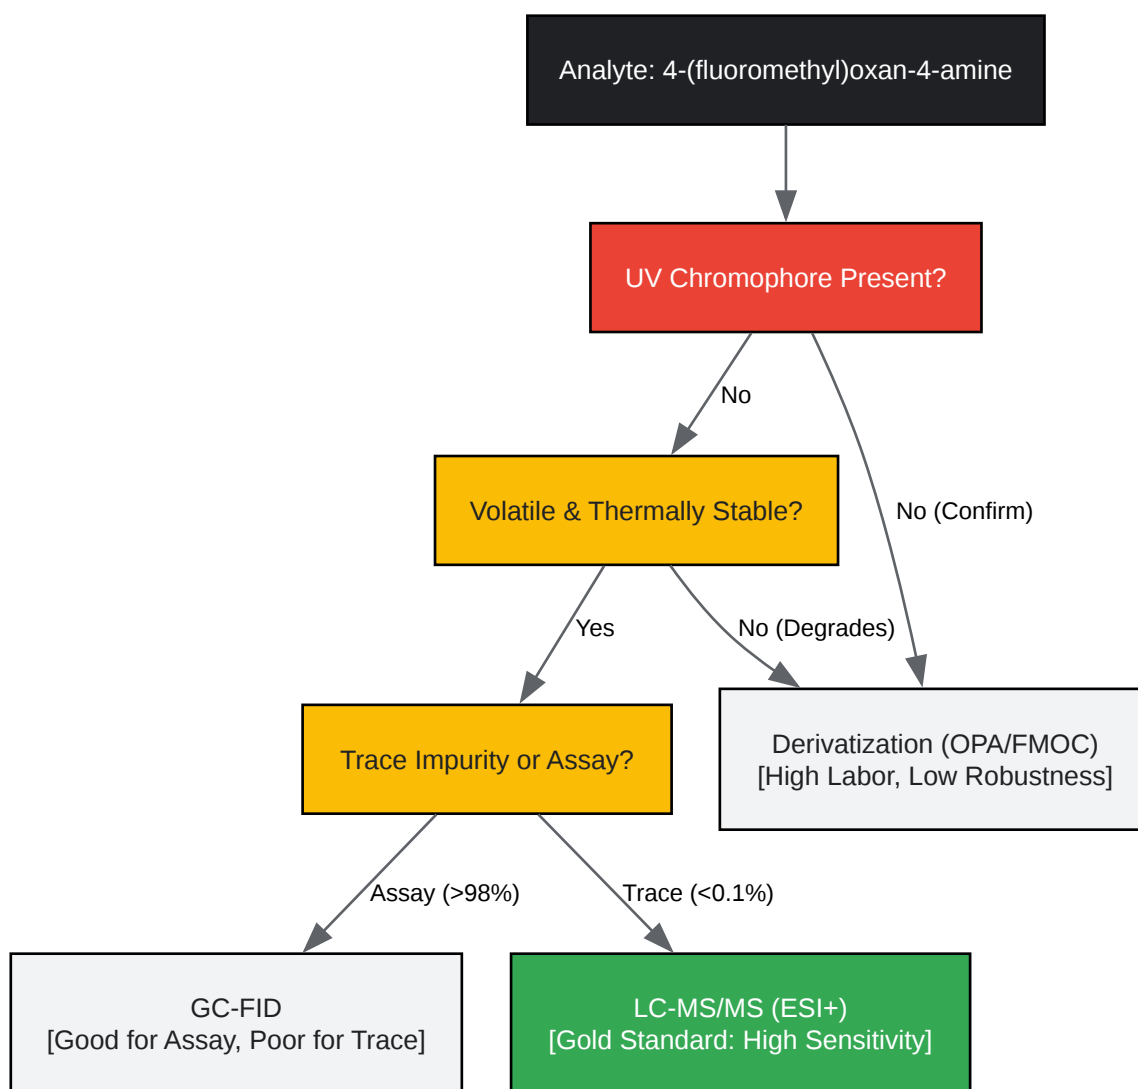 Analyte: 4-(fluoromethyl)oxan-4-amine
UV Chromophore Present?
No
No (Confirm)
Volatile & Thermally Stable?
Yes
No (Degrades)
Trace Impurity or Assay?
Derivatization (OPA/FMOC)
[High Labor, Low Robustness]
Assay (>98%)
Trace (<0.1%)
GC-FID
[Good for Assay, Poor for Trace]
LC-MS/MS (ESI+)
[Gold Standard: High Sensitivity]